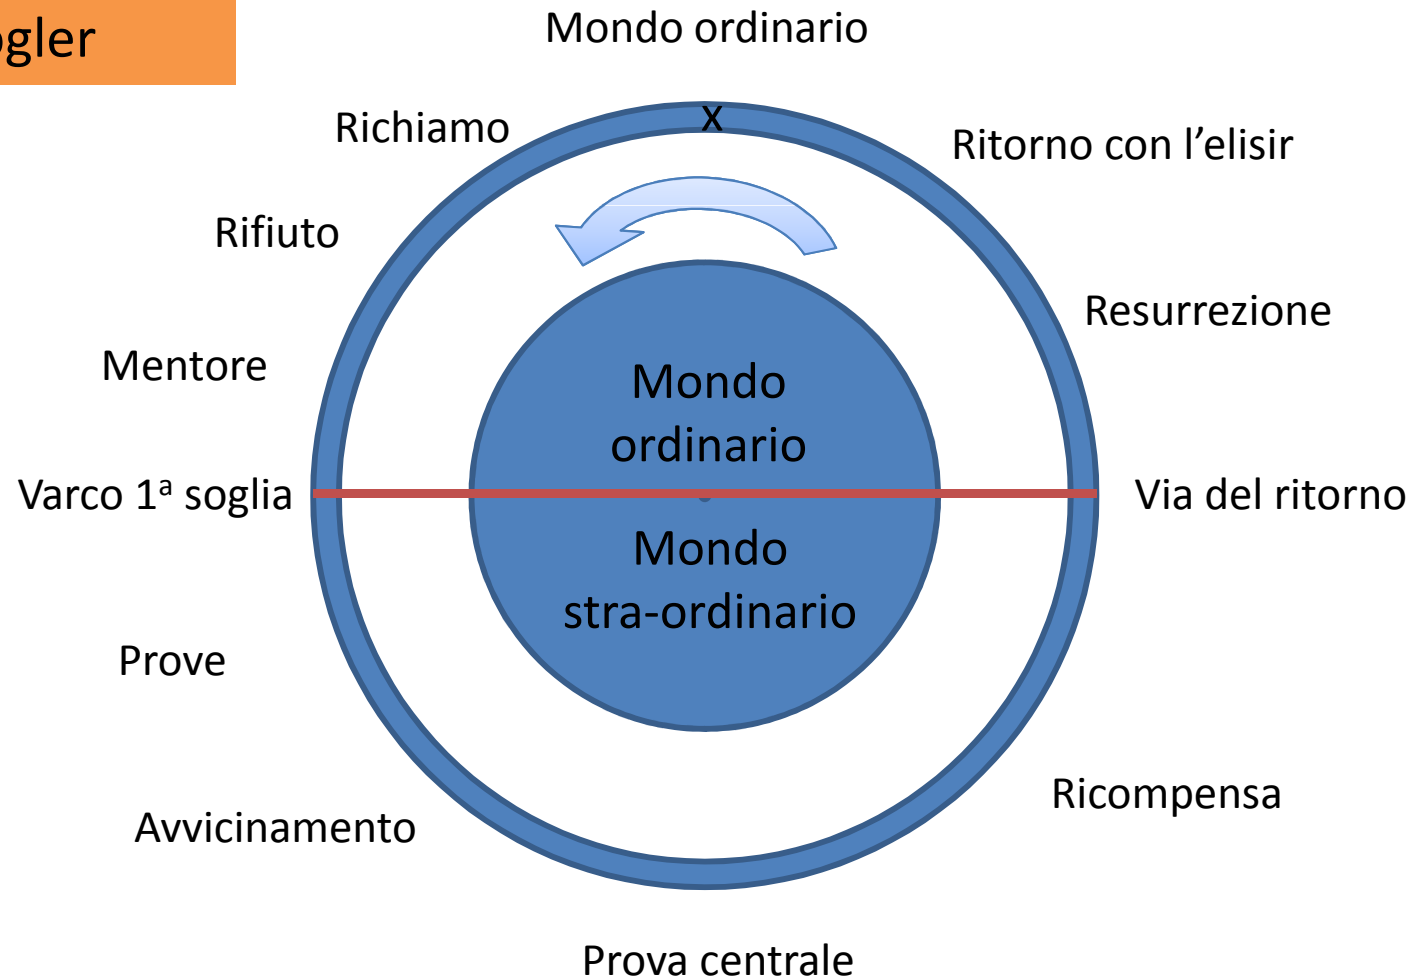 ogler
Mondo ordinario
x
Richiamo
Ritorno con l’elisir
Rifiuto
Resurrezione
Mentore
Mondo
ordinario
Varco 1ª soglia
Via del ritorno
Mondo
stra-ordinario
Prove
Ricompensa
Avvicinamento
Prova centrale